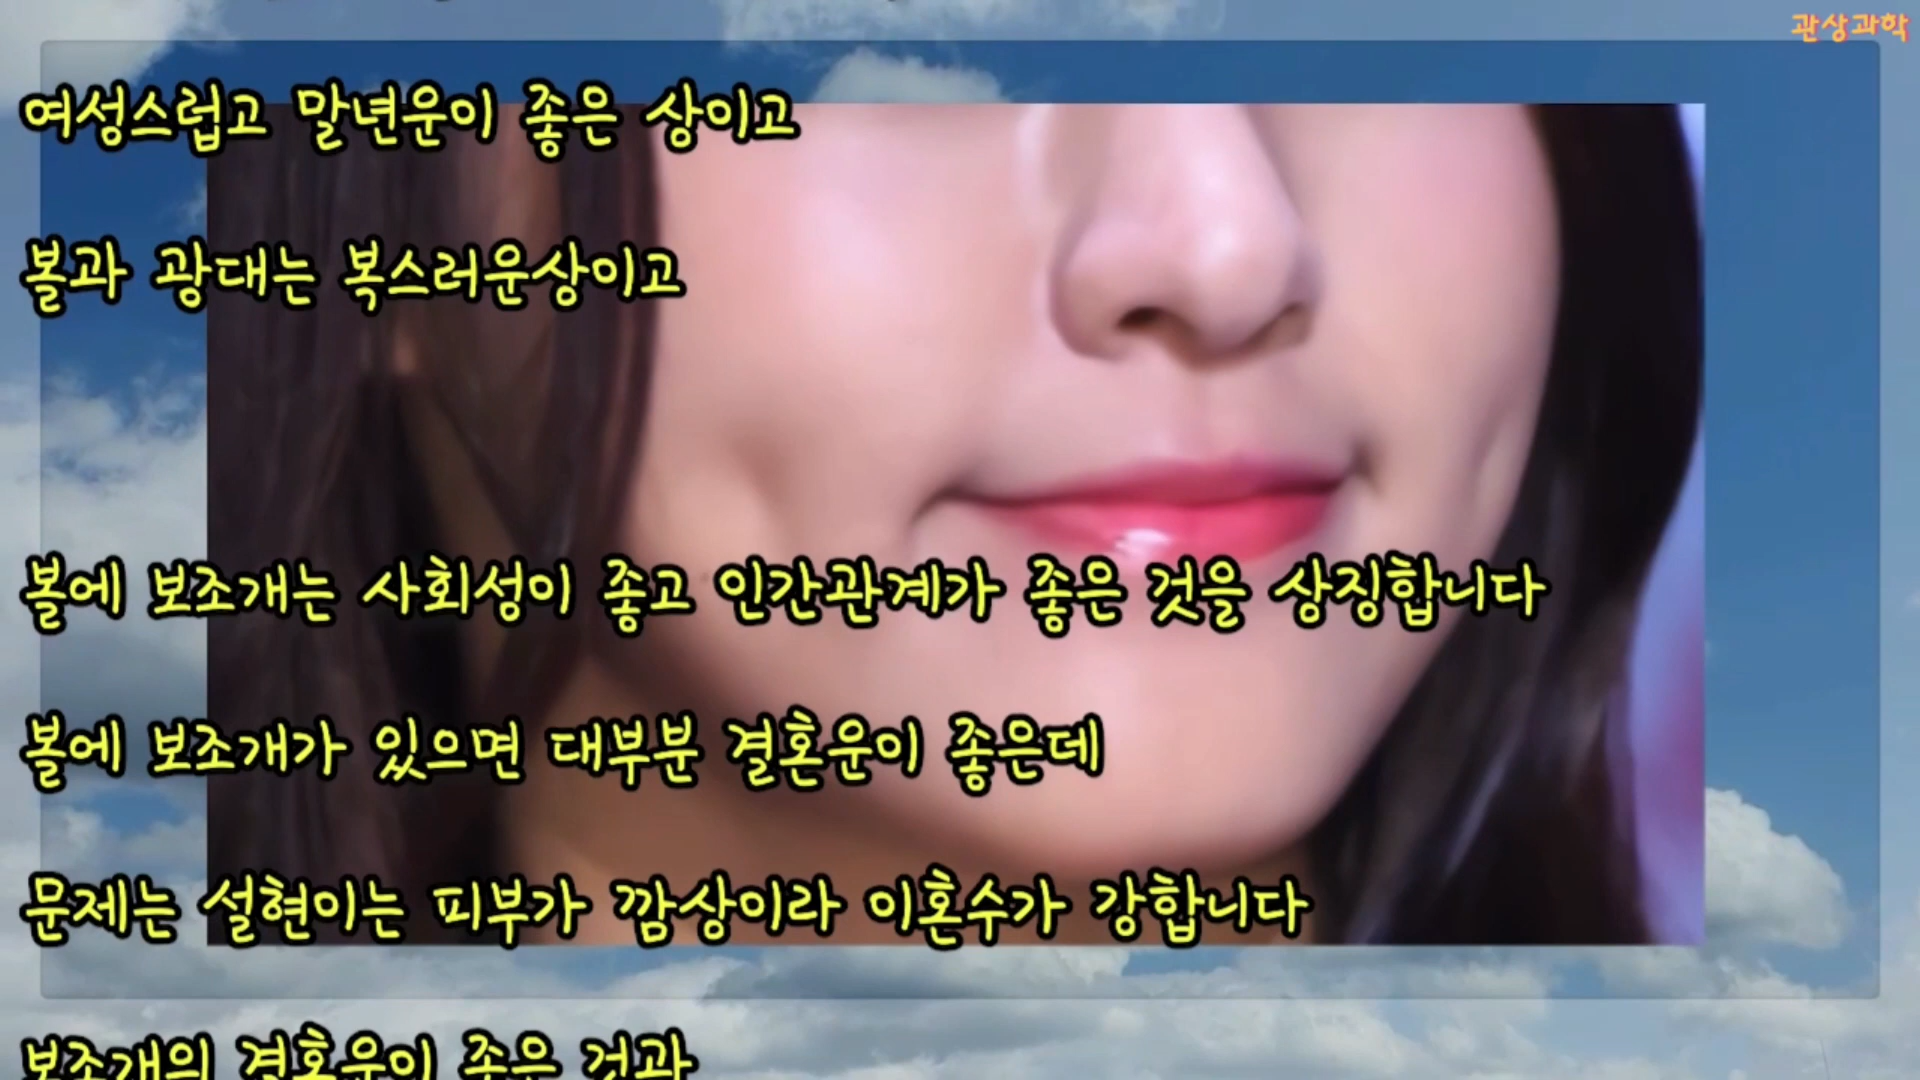 관상과학
여성스럽고 말년운이 좋은 상이고
볼과 광대는 복스러운상이고
볼에 보조개는 사회성이 좋고 인간관계가 좋은 것을 상징합니다
볼에 보조개가 있으면 대부분 결혼운이 좋은데
문제는 설현이는 피부가 깜상이라 이혼수가 강합니다
보조개의 결혼운이 좋은 것과